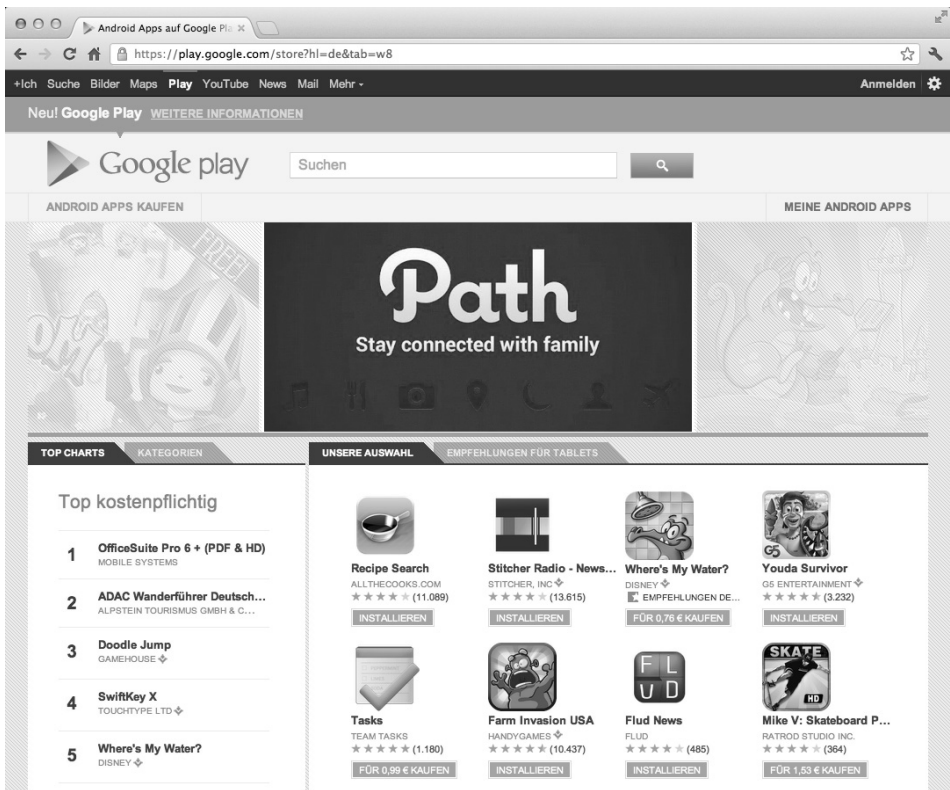 Android Apps auf Google Pla
https://play.google.com/store?hl=de&tab=w8
+Ich Suche Bilder Maps Play YouTube News Mail Mehr Anmelden
Neu! Google Play WEITERE INFORMATIONEN
Google play Suchen
ANDROID APPS KAUFEN MEINE ANDROID APPS
FREE!
Path
Stay connected with family
TOP CHARTS KATEGORIEN
Top kostenpflichtig
1 OfficeSuite Pro 6 + (PDF & HD)
MOBILE SYSTEMS
2 ADAC Wanderführer Deutsch...
ALPSTEIN TOURISMUS GMBH & C...
3 Doodle Jump
GAMEHOUSE
4 SwiftKey X
TOUCHTYPE LTD
5 Where's My Water?
DISNEY
UNSERE AUSWAHL EMPFEHLUNGEN FÜR TABLETS
G5
Recipe Search Stitcher Radio - News... Where's My Water? Youda Survivor
ALLTHECOOKS.COM STITCHER, INC DISNEY G5 ENTERTAINMENT
(11.089) (13.615) EMPFEHLUNGEN DE... (3.232)
INSTALLIEREN INSTALLIEREN FÜR 0,76 € KAUFEN INSTALLIEREN
FL
UD
SKATE
HD
Tasks Farm Invasion USA Flud News Mike V: Skateboard P...
TEAM TASKS HANDYGAMES FLUD RATROD STUDIO INC.
(1.180) (10.437) (485) (364)
FÜR 0,99 € KAUFEN INSTALLIEREN INSTALLIEREN FÜR 1,53 € KAUFEN